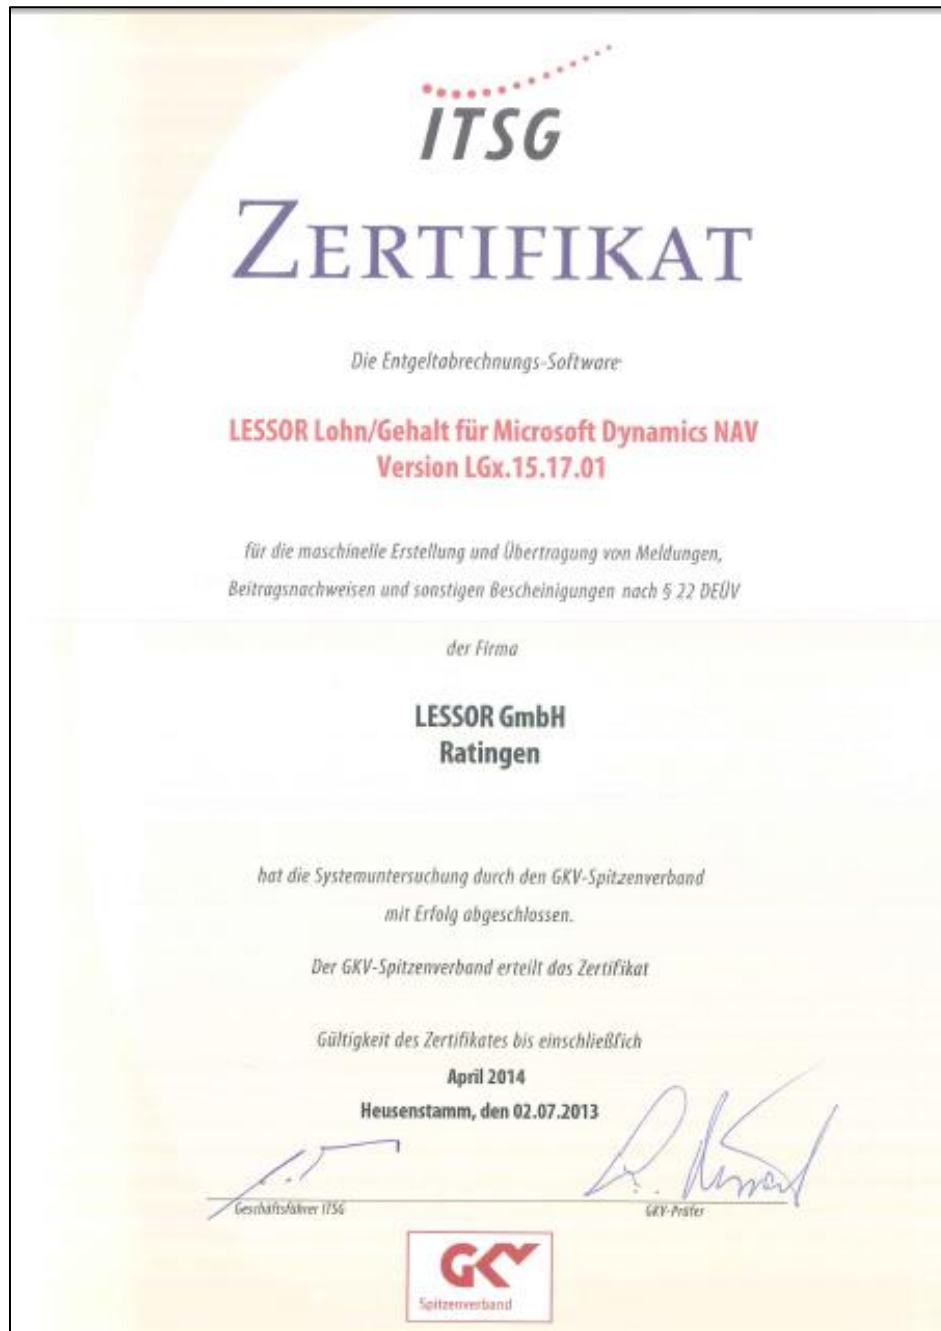 ITSG
ZERTIFIKAT
Die Entgeltabrechnungs-Software
LESSOR Lohn/Gehalt für Microsoft Dynamics NAV
Version LGx.15.17.01
für die maschinelle Erstellung und Übertragung von Meldungen,
Beitragsnachweisen und sonstigen Bescheinigungen nach § 22 DEÜV
der Firma
LESSOR GmbH
Ratingen
hat die Systemuntersuchung durch den GKV-Spitzenverband
mit Erfolg abgeschlossen.
Der GKV-Spitzenverband erteilt das Zertifikat
Gültigkeit des Zertifikates bis einschließlich
April 2014
Heusenstamm, den 02.07.2013
Geschäftsführer ITSG
GKV-Prüfer
GKV
Spitzenverband